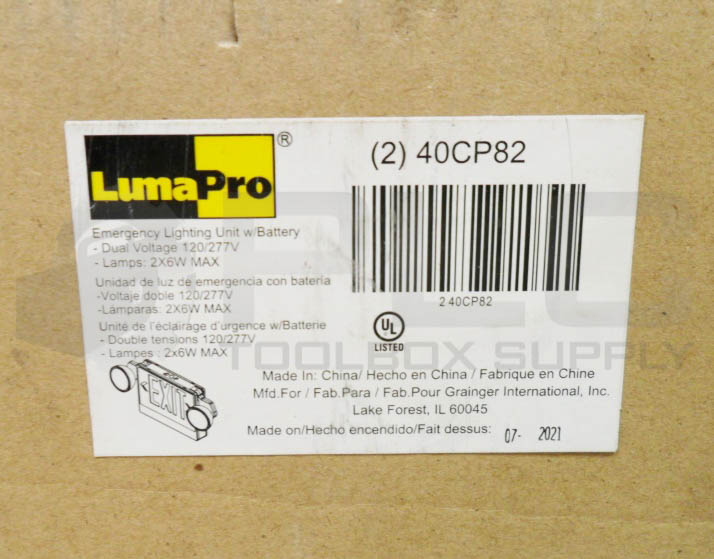 LumaPro®
(2) 40CP82
Emergency Lighting Unit w/Battery
- Dual Voltage 120/277V
- Lamps: 2X6W MAX
Unidad de luz de emergencia con batería
-Voltaje doble 120/277V
-Lámparas: 2X6W MAX
Unité de l'éclairage d'urgence w/Batterie
- Double tensions 120/277V
- Lampes : 2x6W MAX
2 40CP82
UL
LISTED
EXIT
Made In: China/ Hecho en China / Fabrique en Chine
Mfd.For / Fab.Para / Fab.Pour Grainger International, Inc.
Lake Forest, IL 60045
Made on/Hecho encendido/Fait dessus: 07- 2021
PLC
TOOLBOX SUPPLY